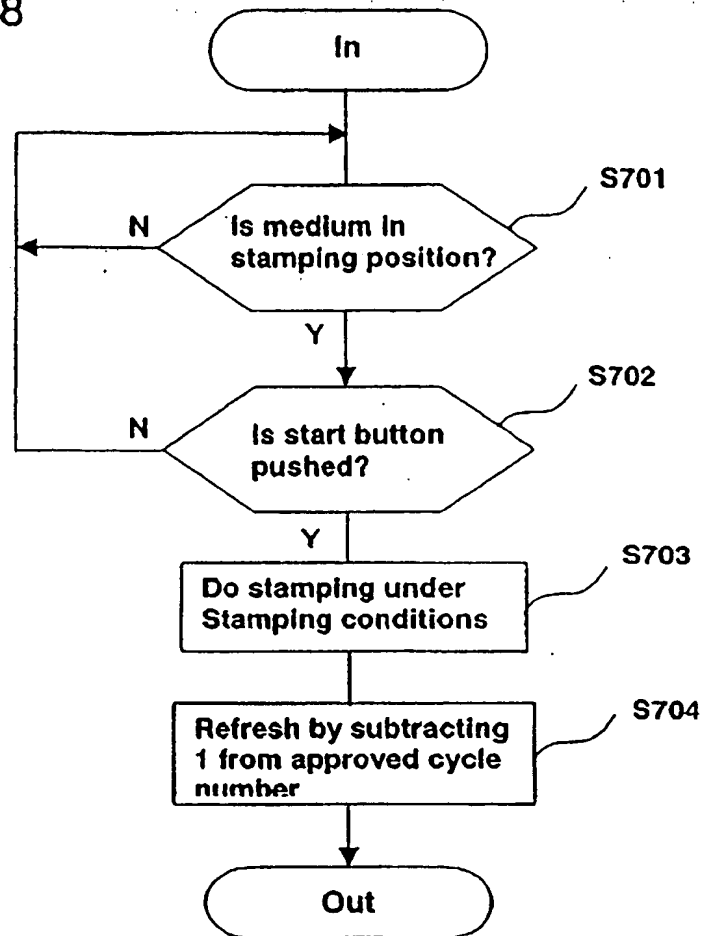 8
In
S701
N
Is medium in
stamping position?
Y
S702
N
Is start button
pushed?
Y
S703
Do stamping under
Stamping conditions
S704
Refresh by subtracting
1 from approved cycle
number
Out